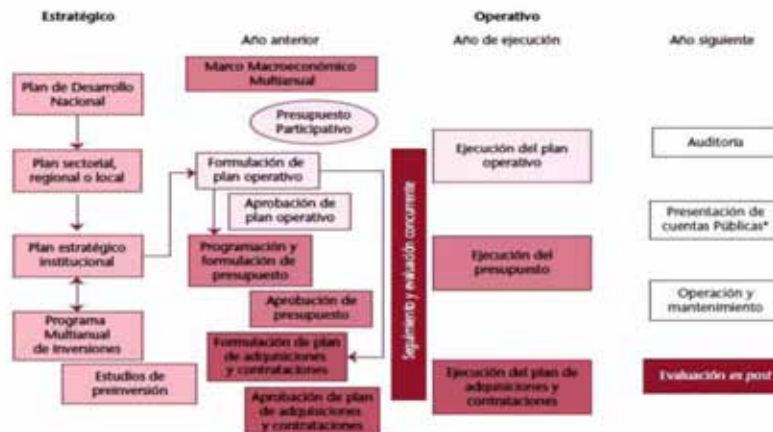 Estratégico
Operativo
Año anterior
Año de ejecución
Año siguiente
Plan de Desarrollo
Nacional
Plan sectorial,
regional o local
Plan estratégico
institucional
Programa
Multianual
de inversiones
Estudios de
preinversión
Marco Macroeconómico
Multianual
Presupuesto
Participativo
Formulación de
plan operativo
Aprobación de
plan operativo
Programación y
formulación de
presupuesto
Aprobación de
presupuesto
Formulación de plan
de adquisiciones
y contrataciones
Aprobación de plan
de adquisiciones
y contrataciones
Seguimiento y evaluación concurrente
Ejecución del plan
operativo
Ejecución del
presupuesto
Ejecución del plan de
adquisiciones y
contrataciones
Auditoría
Presentación de
cuentas Públicas*
Operación y
mantenimiento
Evaluación ex post